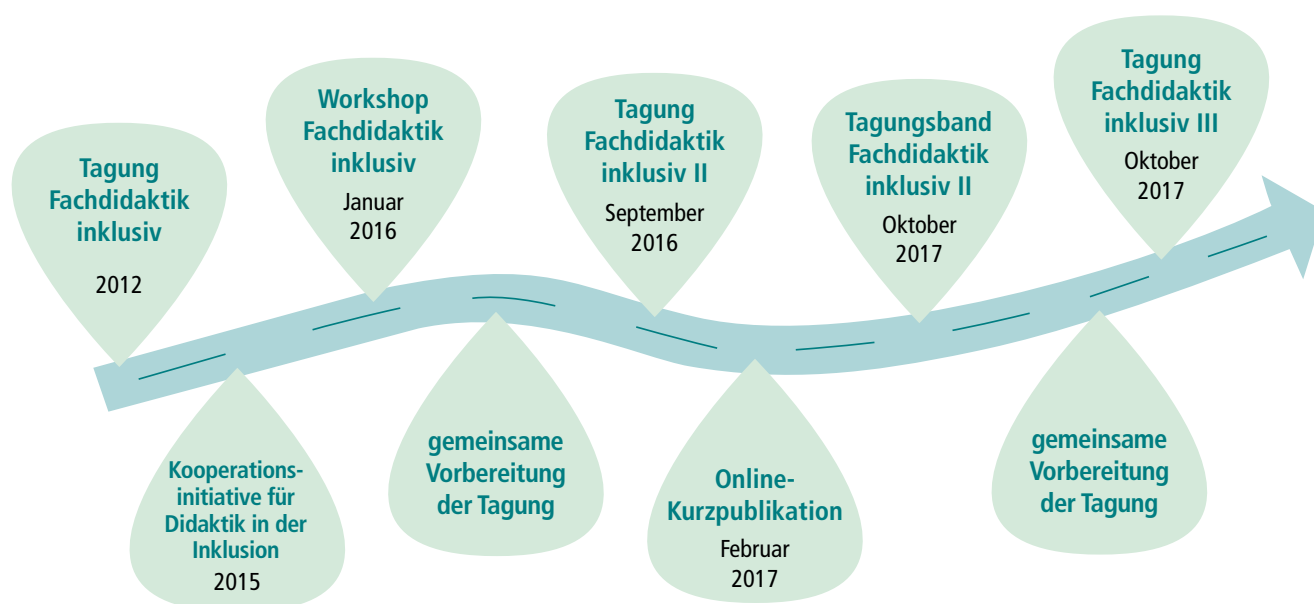 Tagung
Fachdidaktik
inklusiv
2012
Kooperations-
initiative für
Didaktik in der
Inklusion
2015
Workshop
Fachdidaktik
inklusiv
Januar
2016
gemeinsame
Vorbereitung
der Tagung
Tagung
Fachdidaktik
inklusiv II
September
2016
Online-
Kurzpublikation
Februar
2017
Tagungsband
Fachdidaktik
inklusiv II
Oktober
2017
gemeinsame
Vorbereitung
der Tagung
Tagung
Fachdidaktik
inklusiv III
Oktober
2017